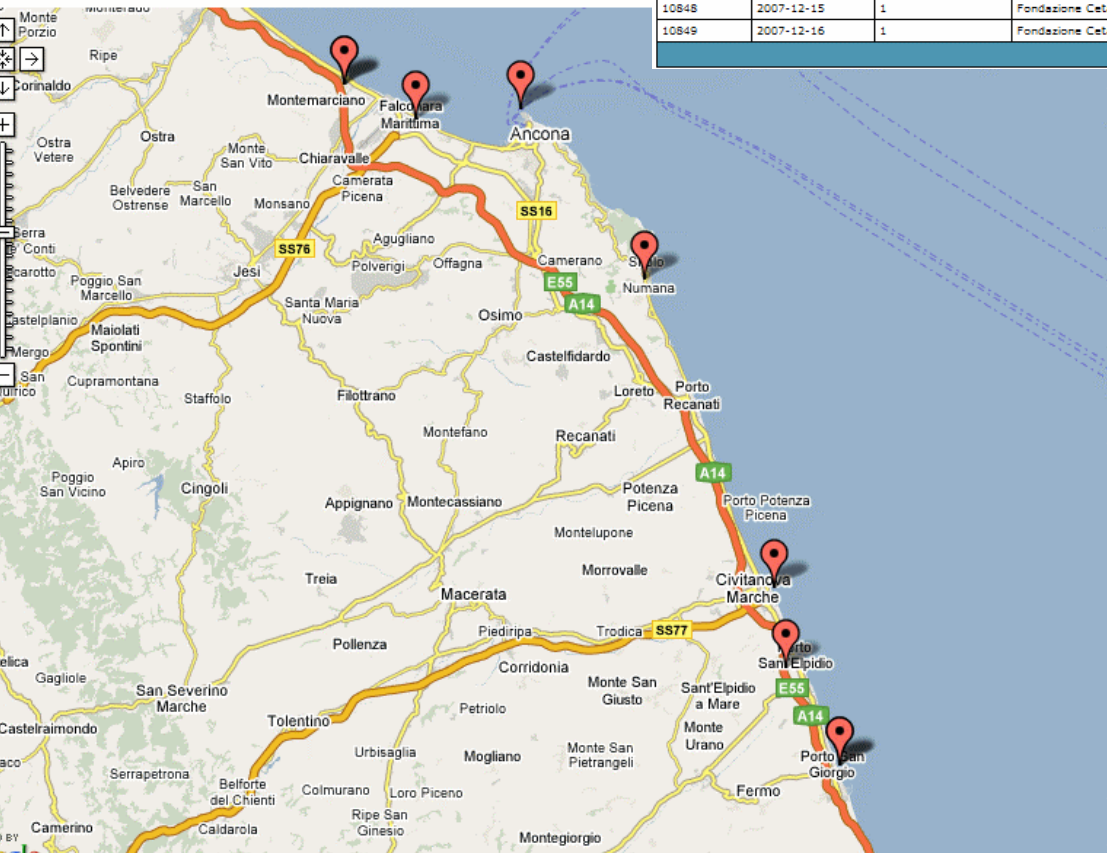 10848 2007-12-15 1 Fondazione Cet
10849 2007-12-16 1 Fondazione Cet
Monte
Porzio
Ripe
Corinaldo
Montemarciano
Falconara
Marittima
Ancona
Ostra
Ostra
Vetere
Monte
San Vito
Chiaravalle
Camerata
Picena
Belvedere
Ostrense
San
Marcello
Monsano
SS16
SS76
Agugliano
Serra
Jesi
Polverigi
Offagna
Camerano
Numana
Poggio San
Marcello
E55
A14
Santa Maria
Nuova
Osimo
Maiolati
Spontini
Mergo
Castelfidardo
San
Cupramontana
Staffolo
Filottrano
Loreto
Porto
Recanati
Montefano
Recanati
Apiro
Poggio
San Vicino
Cingoli
A14
Appignano
Montecassiano
Potenza
Picena
Porto Potenza
Picena
Montelupone
Treia
Morrovalle
Civitanova
Marche
Macerata
Pollenza
Piediripa
Trodica
SS77
Porto
Sant'Elpidio
Corridonia
Gagliole
San Severino
Marche
Monte San
Giusto
Sant'Elpidio
a Mare
E55
A14
Tolentino
Petriolo
Castelraimondo
Monte
Urano
Urbisaglia
Mogliano
Monte San
Pietrangeli
Porto San
Giorgio
Serrapetrona
Belforte
del Chienti
Colmurano
Loro Piceno
Fermo
Camerino
Caldarola
Ripe San
Ginesio
Montegiorgio